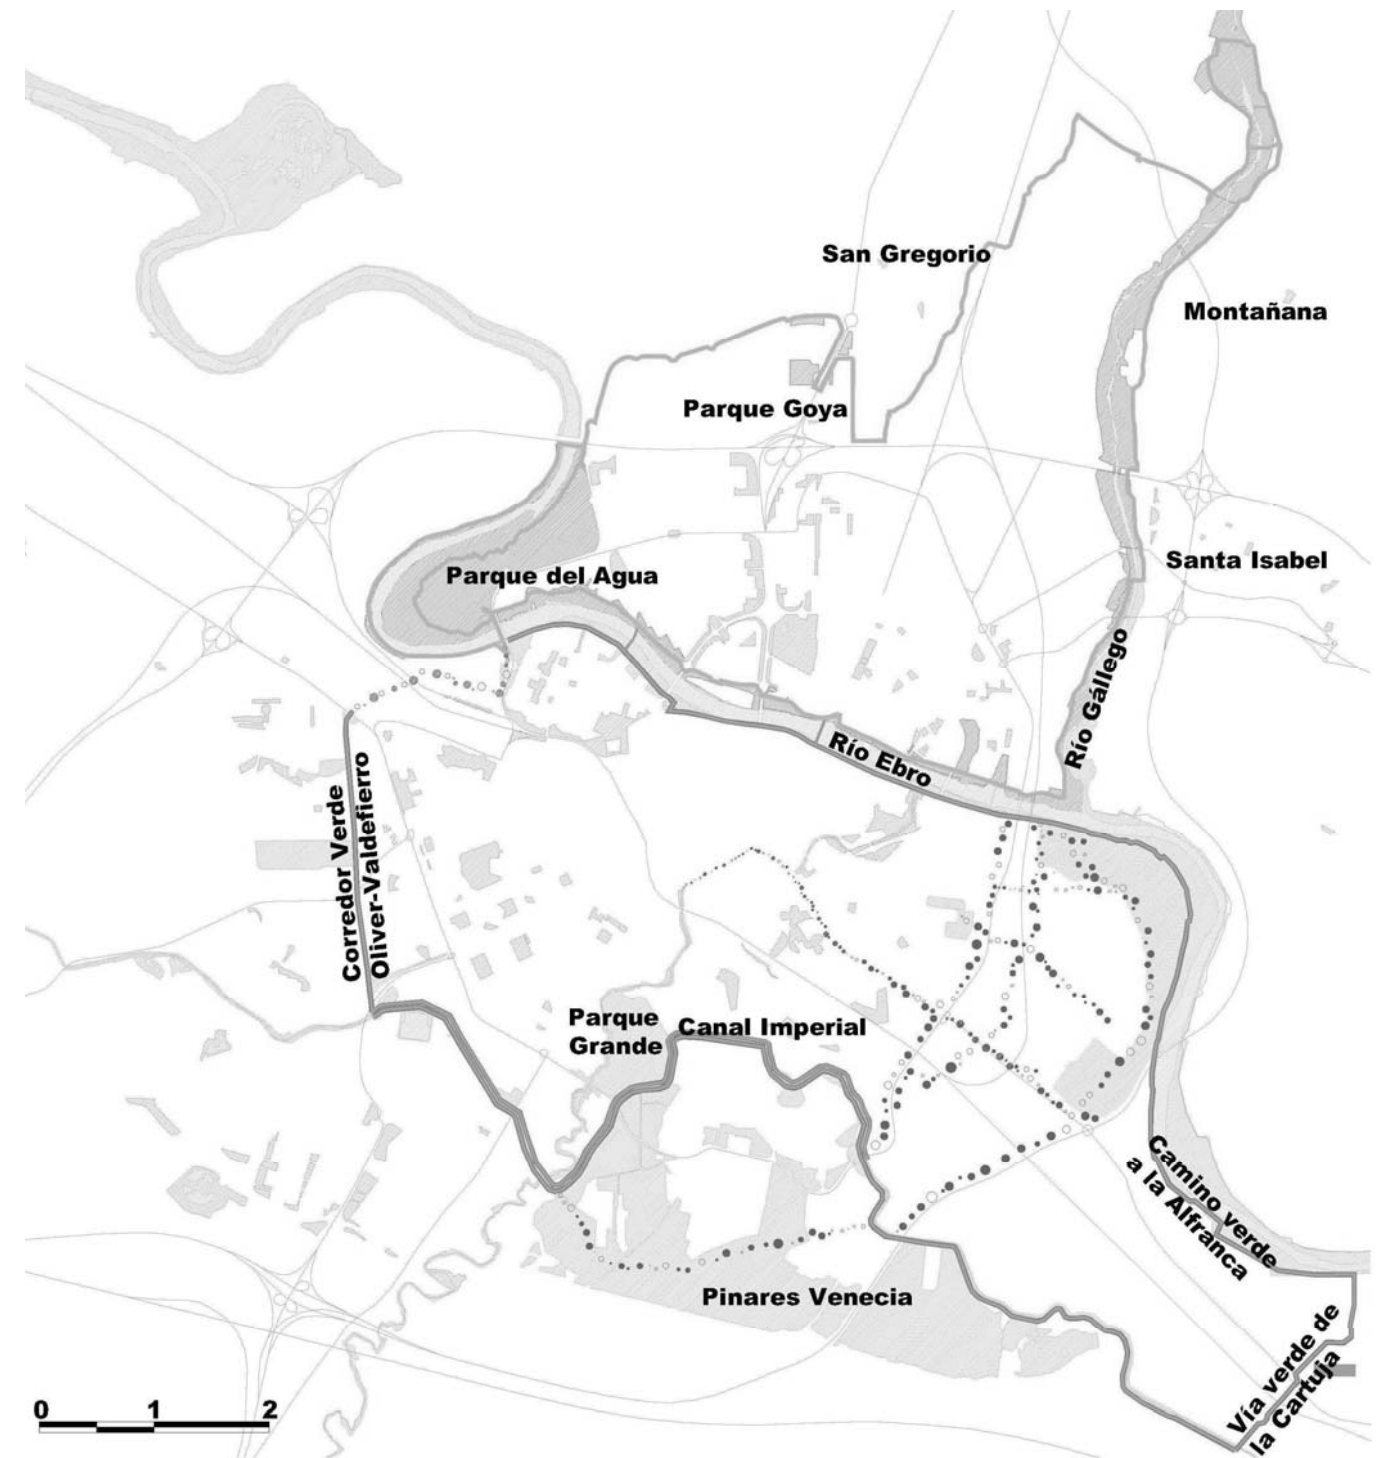 San Gregorio
Montañana
Parque Goya
Santa Isabel
Parque del Agua
Río Gállego
Río Ebro
Corredor Verde
Oliver-Valdefierro
Parque
Grande
Canal Imperial
Camino verde
a la Alfranca
Pinares Venecia
Vía verde de
la Cartuja
0 1 2